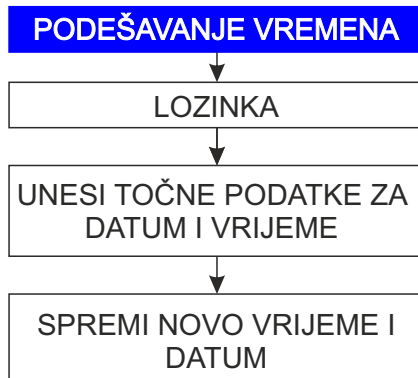 PODEŠAVANJE VREMENA
LOZINKA
UNESI TOČNE PODATKE ZA
DATUM I VRIJEME
SPREMI NOVO VRIJEME I
DATUM